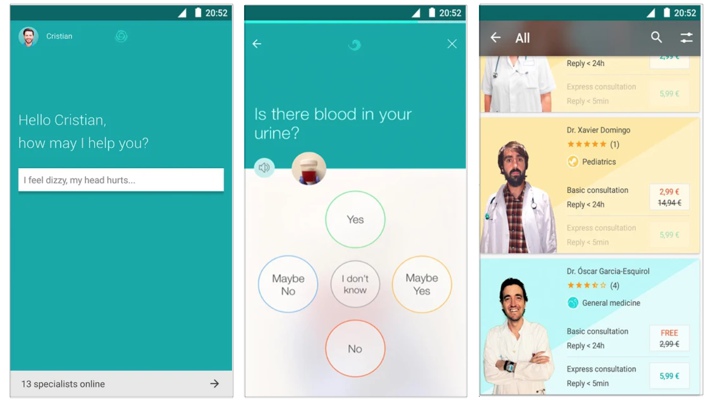 20:52
Cristian
Hello Cristian,
how may I help you?
I feel dizzy, my head hurts...
13 specialists online
20:52
Is there blood in your
urine?
Yes
Maybe
No
I don't
know
Maybe
Yes
No
20:52
All
2,99 €
Reply < 24h
Express consultation
5,99 €
Reply < 5min
Dr. Xavier Domingo
(1)
Pediatrics
Basic consultation
2,99 €
Reply < 24h
14,94 €
Express consultation
5,99 €
Reply < 5min
Dr. Óscar Garcia-Esquirol
(4)
General medicine
Basic consultation
FREE
Reply < 24h
2,99 €
Express consultation
5,99 €
Reply < 5min